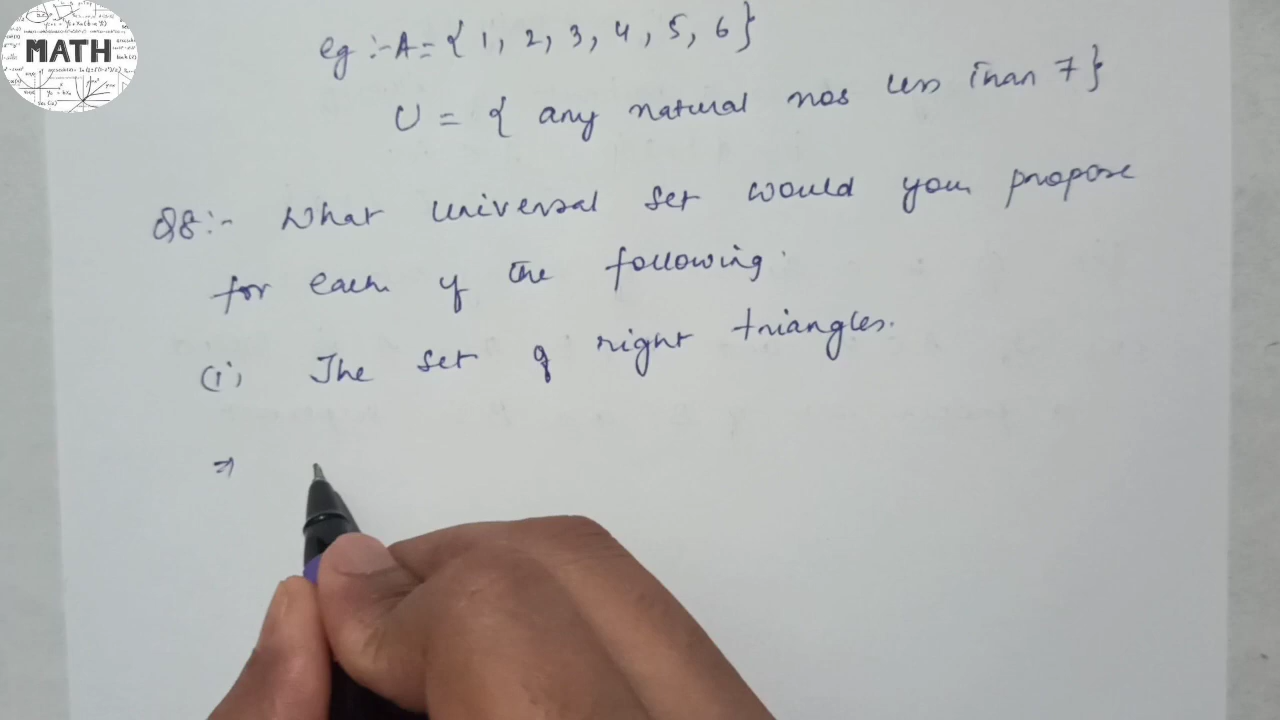 MATH
eg :- A = { 1, 2, 3, 4, 5, 6 }
U = { any natural nos less than 7 }
Q8:- What universal set would you propose
for each of the following.
(i) The set of right triangles.
⇒